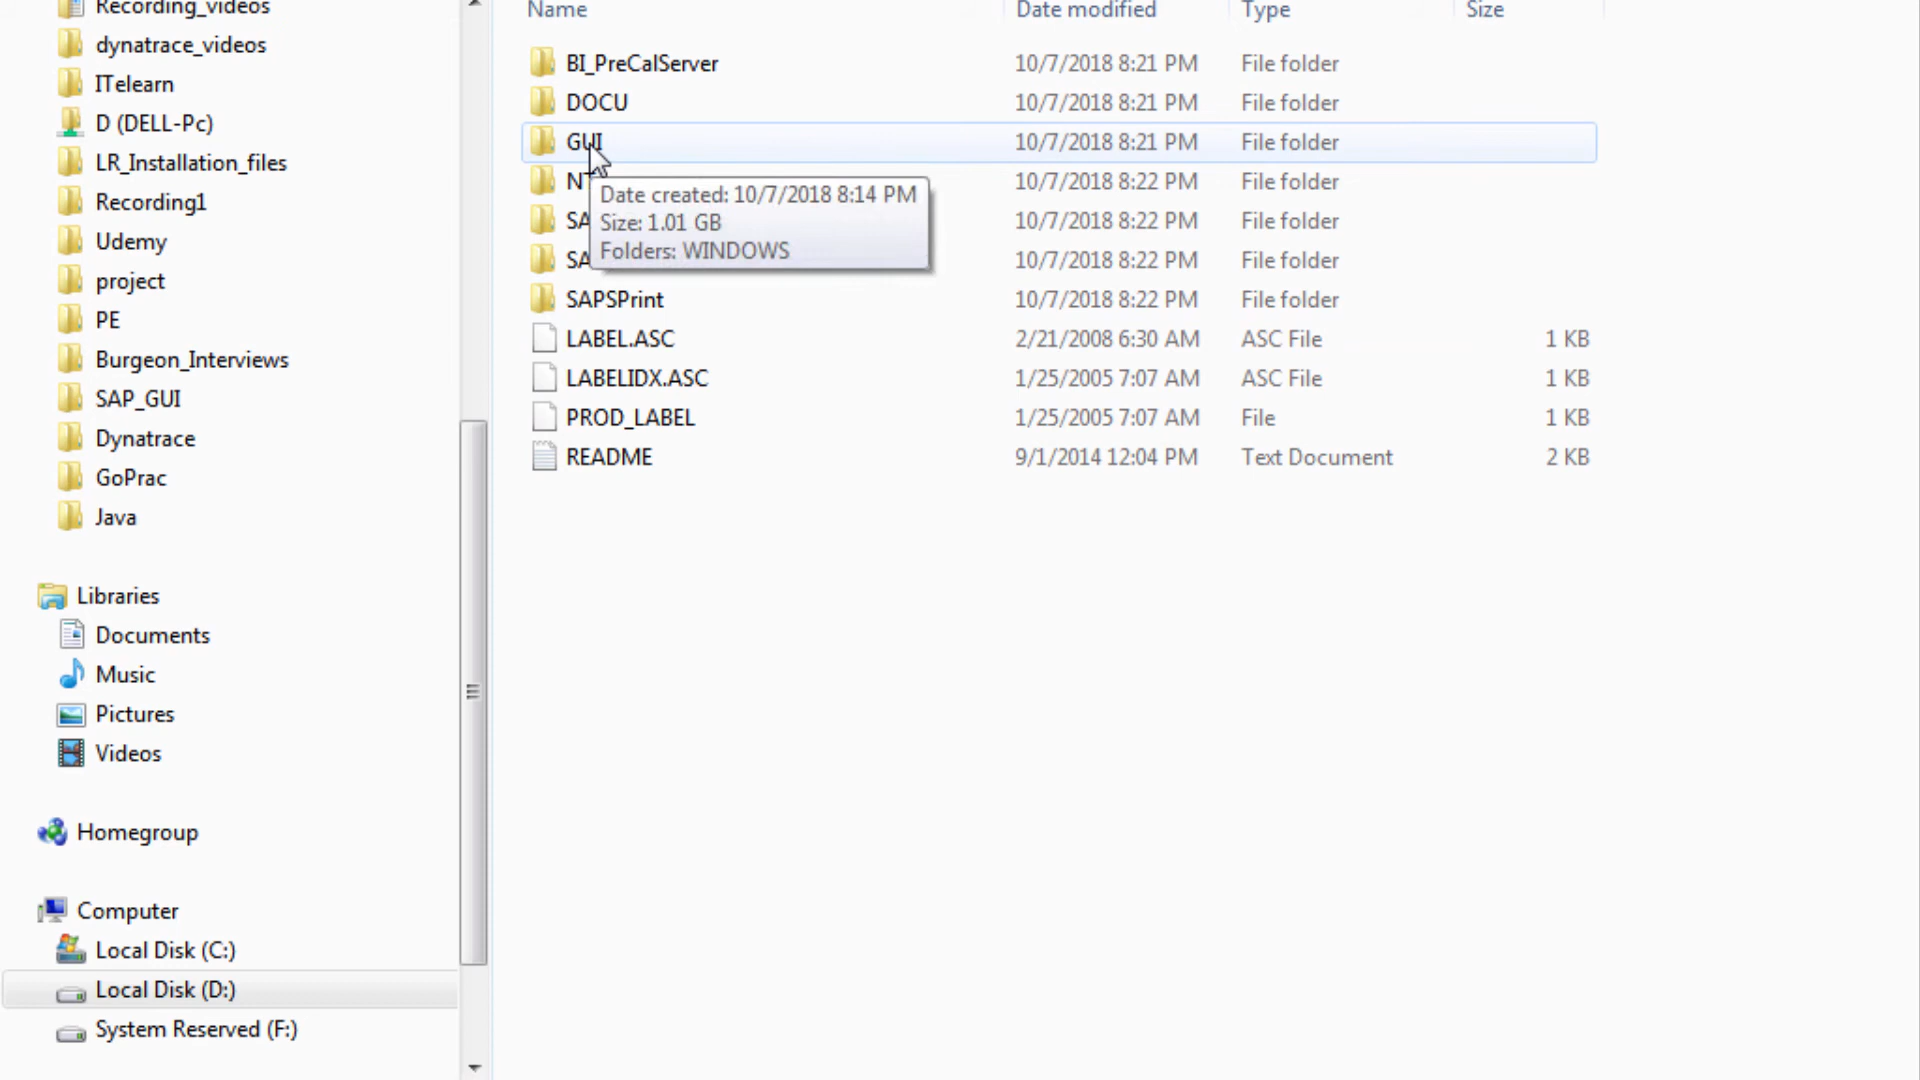 Recording_videos
dynatrace_videos
ITelearn
D (DELL-Pc)
LR_Installation_files
Recording1
Udemy
project
PE
Burgeon_Interviews
SAP_GUI
Dynatrace
GoPrac
Java
Libraries
Documents
Music
Pictures
Videos
Homegroup
Computer
Local Disk (C:)
Local Disk (D:)
System Reserved (F:)
Name Date modified Type Size
BI_PreCalServer 10/7/2018 8:21 PM File folder
DOCU 10/7/2018 8:21 PM File folder
GUI 10/7/2018 8:21 PM File folder
10/7/2018 8:22 PM File folder
Date created: 10/7/2018 8:14 PM
SA 10/7/2018 8:22 PM File folder
Size: 1.01 GB
Folders: WINDOWS
SA 10/7/2018 8:22 PM File folder
SAPSPrint 10/7/2018 8:22 PM File folder
LABEL.ASC 2/21/2008 6:30 AM ASC File 1 KB
LABELIDX.ASC 1/25/2005 7:07 AM ASC File 1 KB
PROD_LABEL 1/25/2005 7:07 AM File 1 KB
README 9/1/2014 12:04 PM Text Document 2 KB